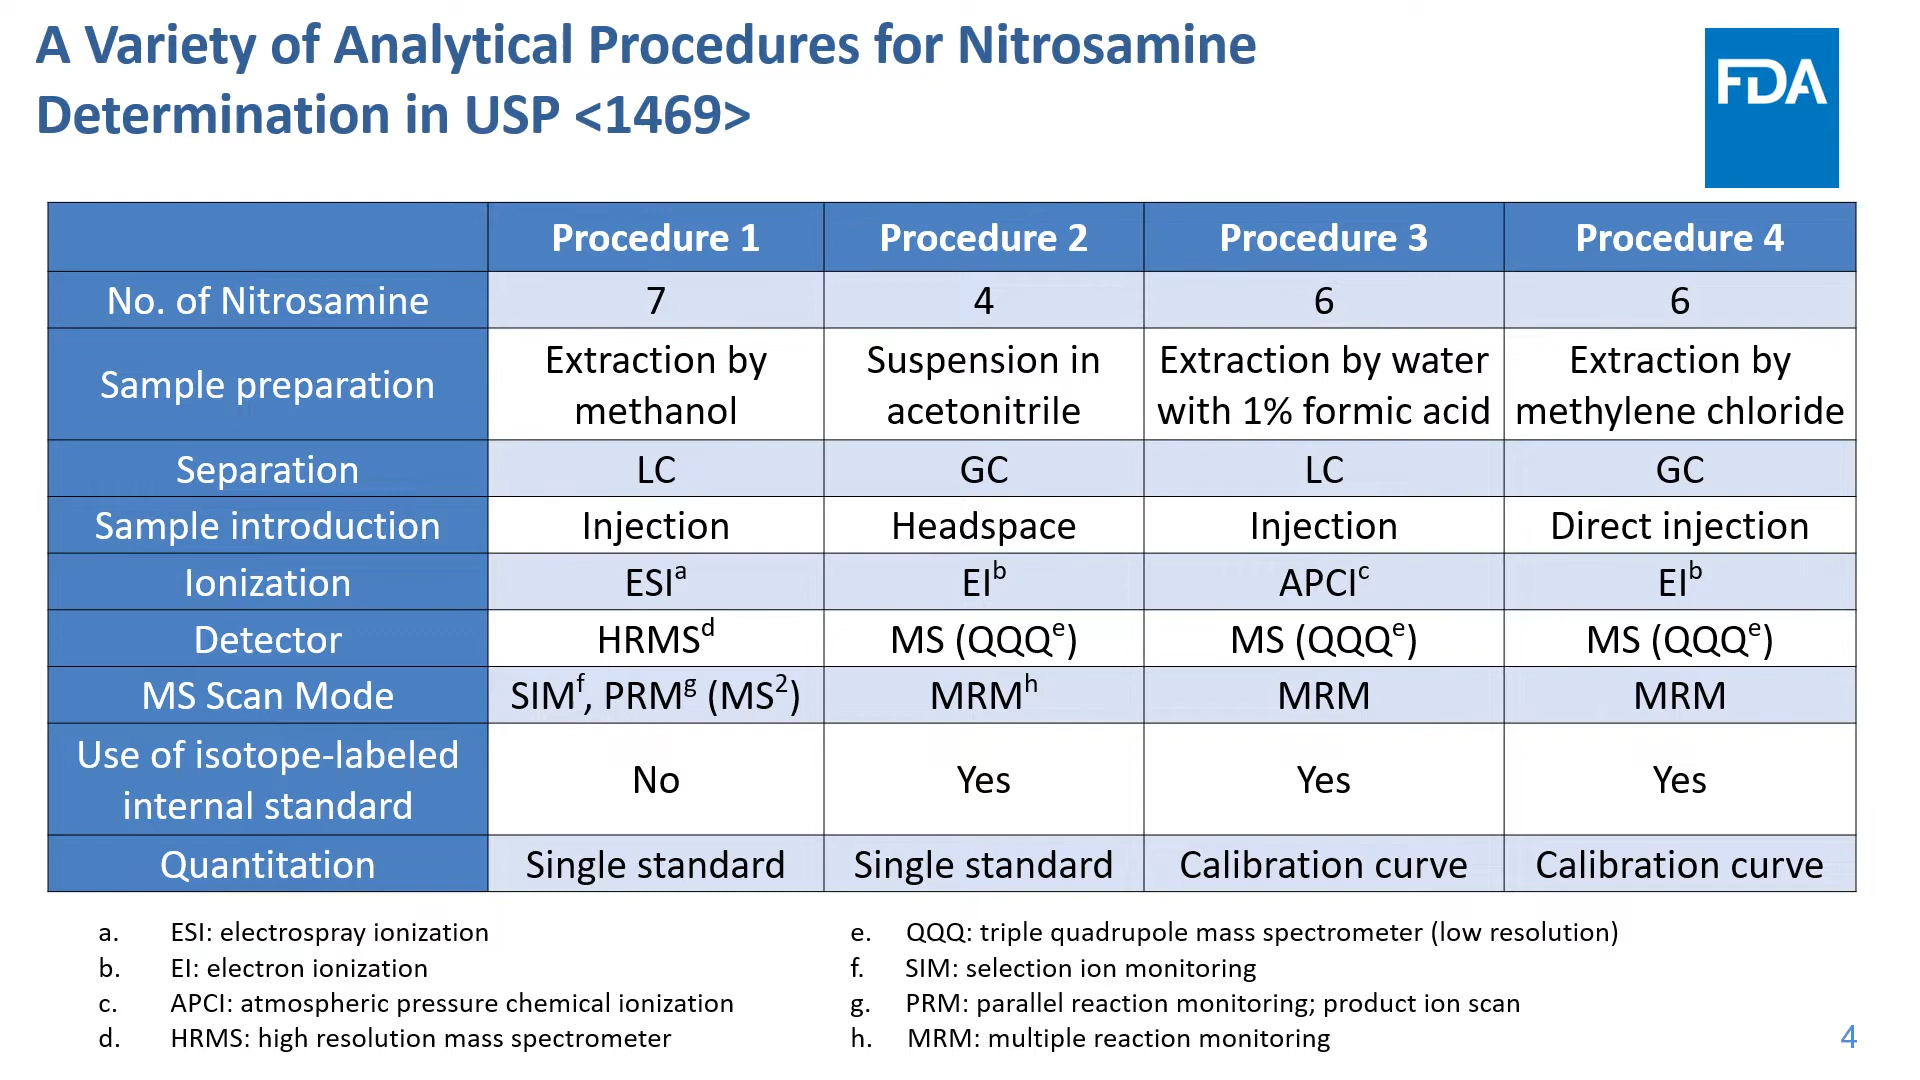 A Variety of Analytical Procedures for Nitrosamine
Determination in USP <1469>
FDA
Procedure 1 Procedure 2 Procedure 3 Procedure 4
No. of Nitrosamine 7 4 6 6
Sample preparation Extraction by methanol Suspension in acetonitrile Extraction by water with 1% formic acid Extraction by methylene chloride
Separation LC GC LC GC
Sample introduction Injection Headspace Injection Direct injection
Ionization ESIᵃ EIᵇ APCIᶜ EIᵇ
Detector HRMSᵈ MS (QQQᵉ) MS (QQQᵉ) MS (QQQᵉ)
MS Scan Mode SIMᶠ, PRMᵍ (MS²) MRMʰ MRM MRM
Use of isotope-labeled internal standard No Yes Yes Yes
Quantitation Single standard Single standard Calibration curve Calibration curve
a. ESI: electrospray ionization
b. EI: electron ionization
c. APCI: atmospheric pressure chemical ionization
d. HRMS: high resolution mass spectrometer
e. QQQ: triple quadrupole mass spectrometer (low resolution)
f. SIM: selection ion monitoring
g. PRM: parallel reaction monitoring; product ion scan
h. MRM: multiple reaction monitoring
4